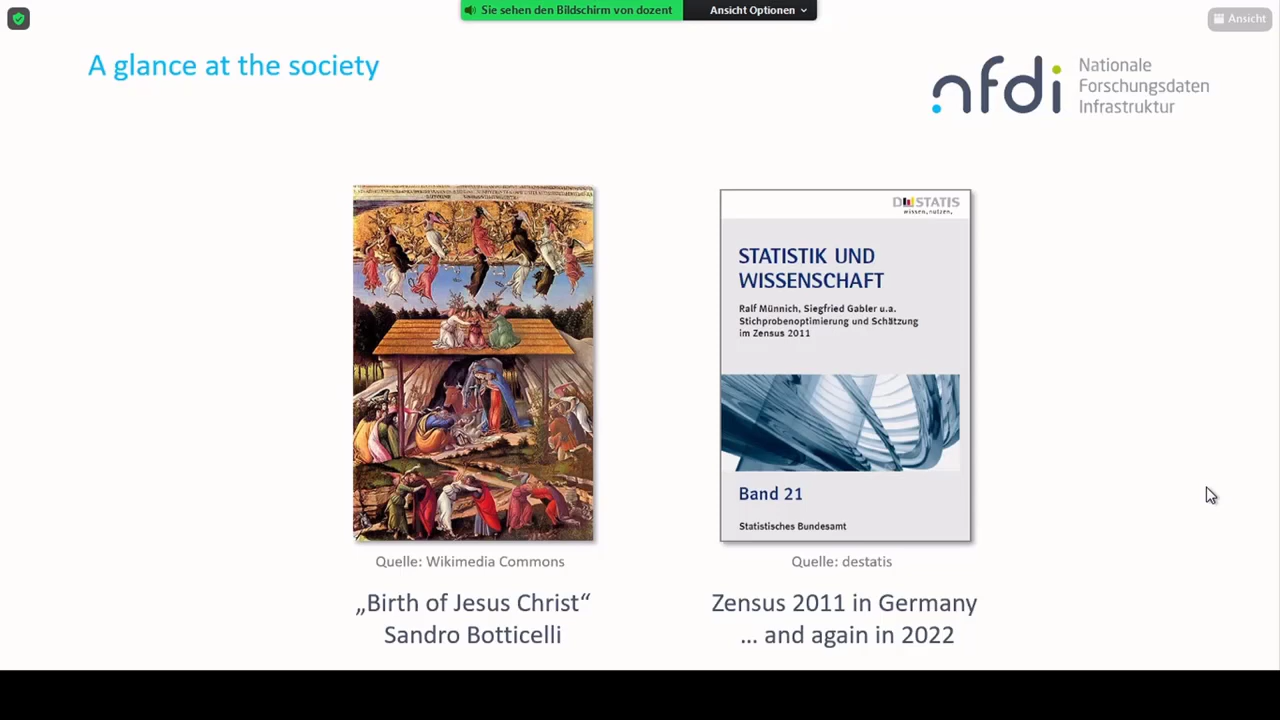 Sie sehen den Bildschirm von dozent
Ansicht Optionen
Ansicht
A glance at the society
nfdi
Nationale
Forschungsdaten
Infrastruktur
DESTATIS
wissen.nutzen.
STATISTIK UND
WISSENSCHAFT
Ralf Münnich, Siegfried Gabler u.a.
Stichprobenoptimierung und Schätzung
im Zensus 2011
Band 21
Statistisches Bundesamt
Quelle: Wikimedia Commons
Quelle: destatis
„Birth of Jesus Christ“
Sandro Botticelli
Zensus 2011 in Germany
... and again in 2022